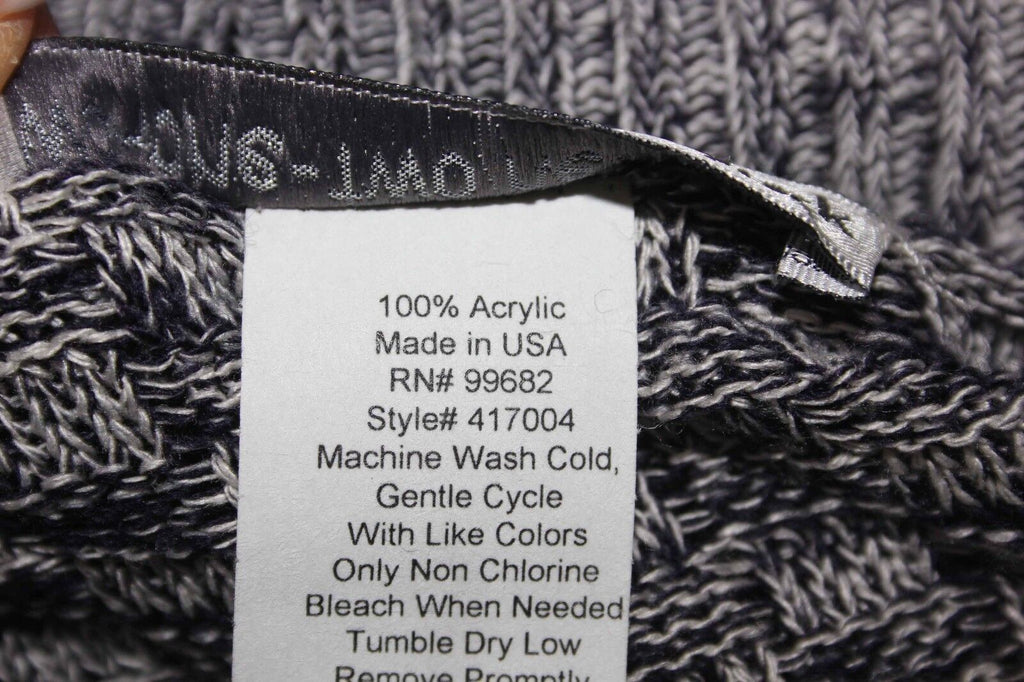 100% Acrylic
Made in USA
RN# 99682
Style# 417004
Machine Wash Cold,
Gentle Cycle
With Like Colors
Only Non Chlorine
Bleach When Needed
Tumble Dry Low
Remove Promptly